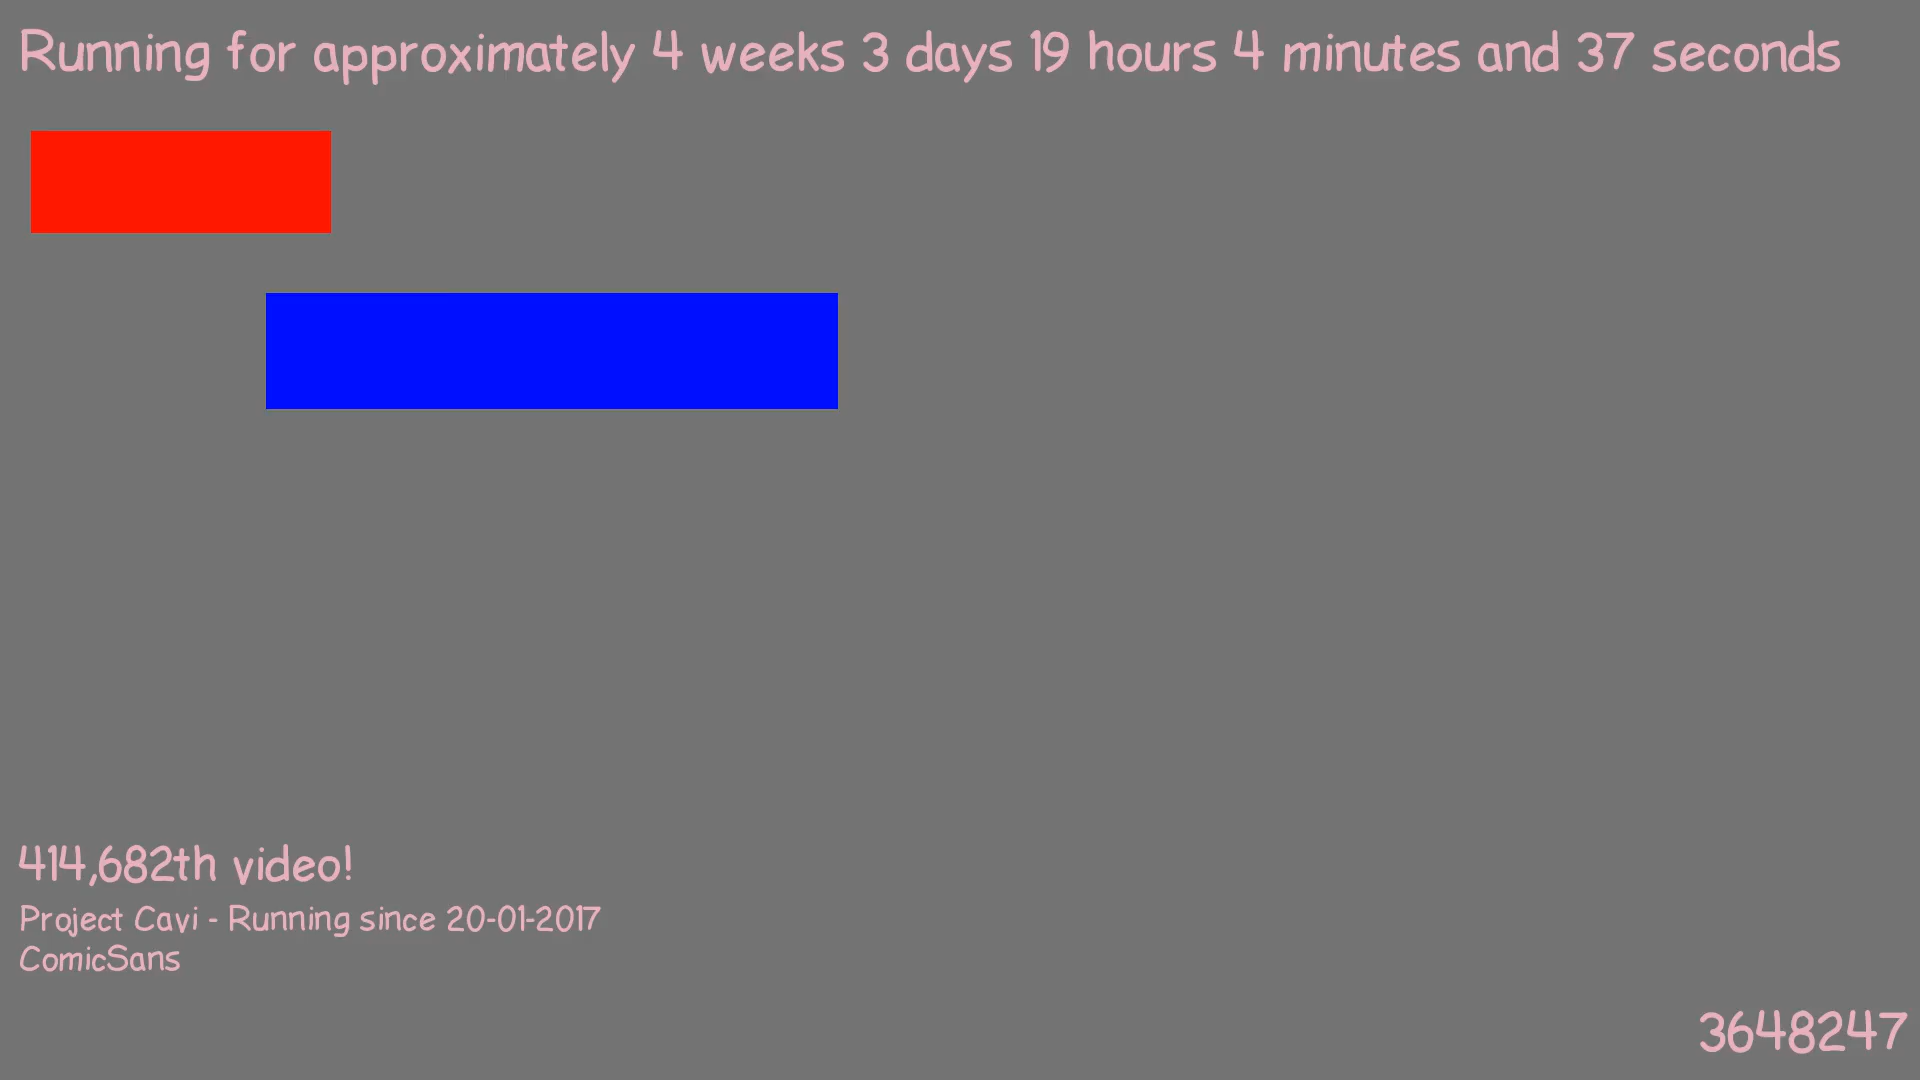 Running for approximately 4 weeks 3 days 19 hours 4 minutes and 37 seconds
414,682th video!
Project Cavi - Running since 20-01-2017
ComicSans
3648247